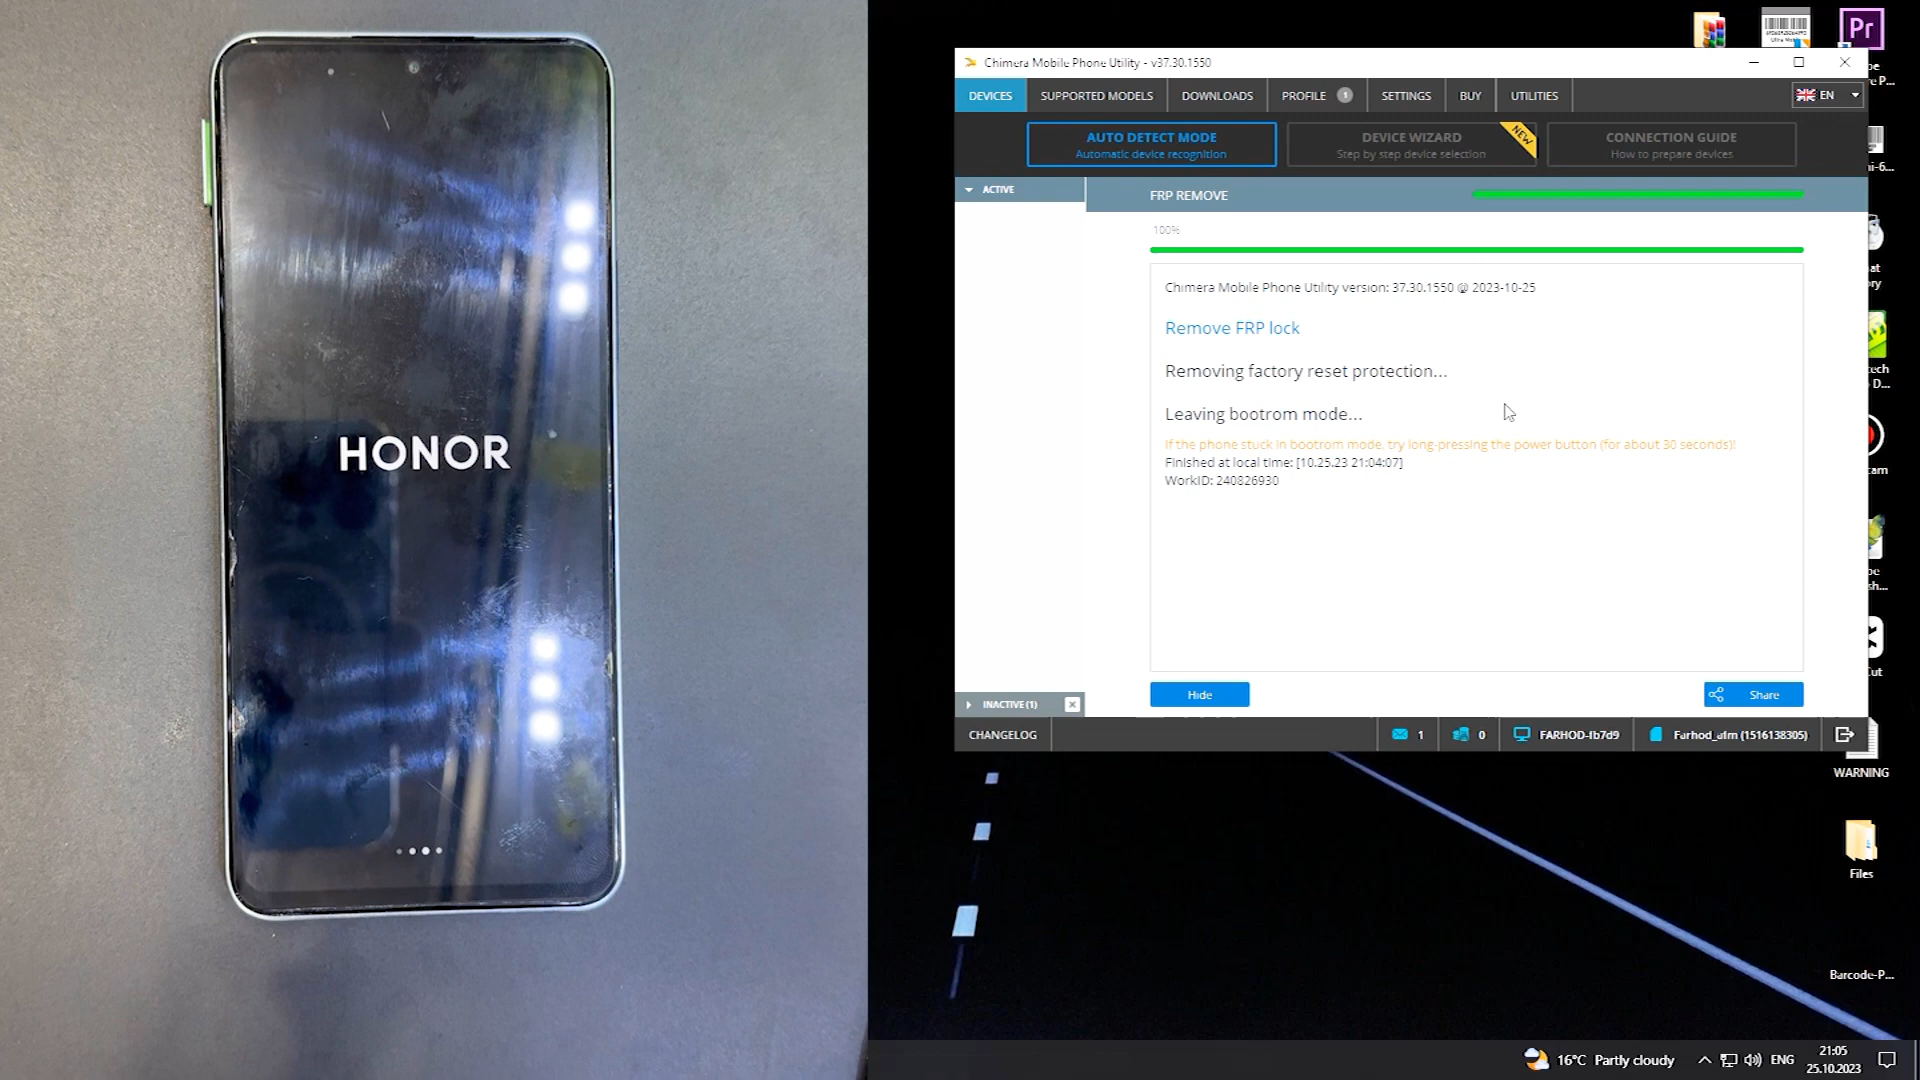 HONOR
Pr
Chimera Mobile Phone Utility - v37.30.1550
DEVICES
SUPPORTED MODELS
DOWNLOADS
PROFILE 1
SETTINGS
BUY
UTILITIES
EN
AUTO DETECT MODE
Automatic device recognition
DEVICE WIZARD
Step by step device selection
NEW
CONNECTION GUIDE
How to prepare devices
ACTIVE
FRP REMOVE
100%
Chimera Mobile Phone Utility version: 37.30.1550 @ 2023-10-25
Remove FRP lock
Removing factory reset protection...
Leaving bootrom mode...
If the phone stuck in bootrom mode, try long-pressing the power button (for about 30 seconds)!
Finished at local time: [10.25.23 21:04:07]
WorkID: 240826930
Hide
Share
INACTIVE (1)
CHANGELOG
1
0
FARHOD-fb7d9
Farhod_a1m (1516138305)
WARNING
Files
Barcode-P...
16°C Partly cloudy
ENG
21:05
25.10.2023